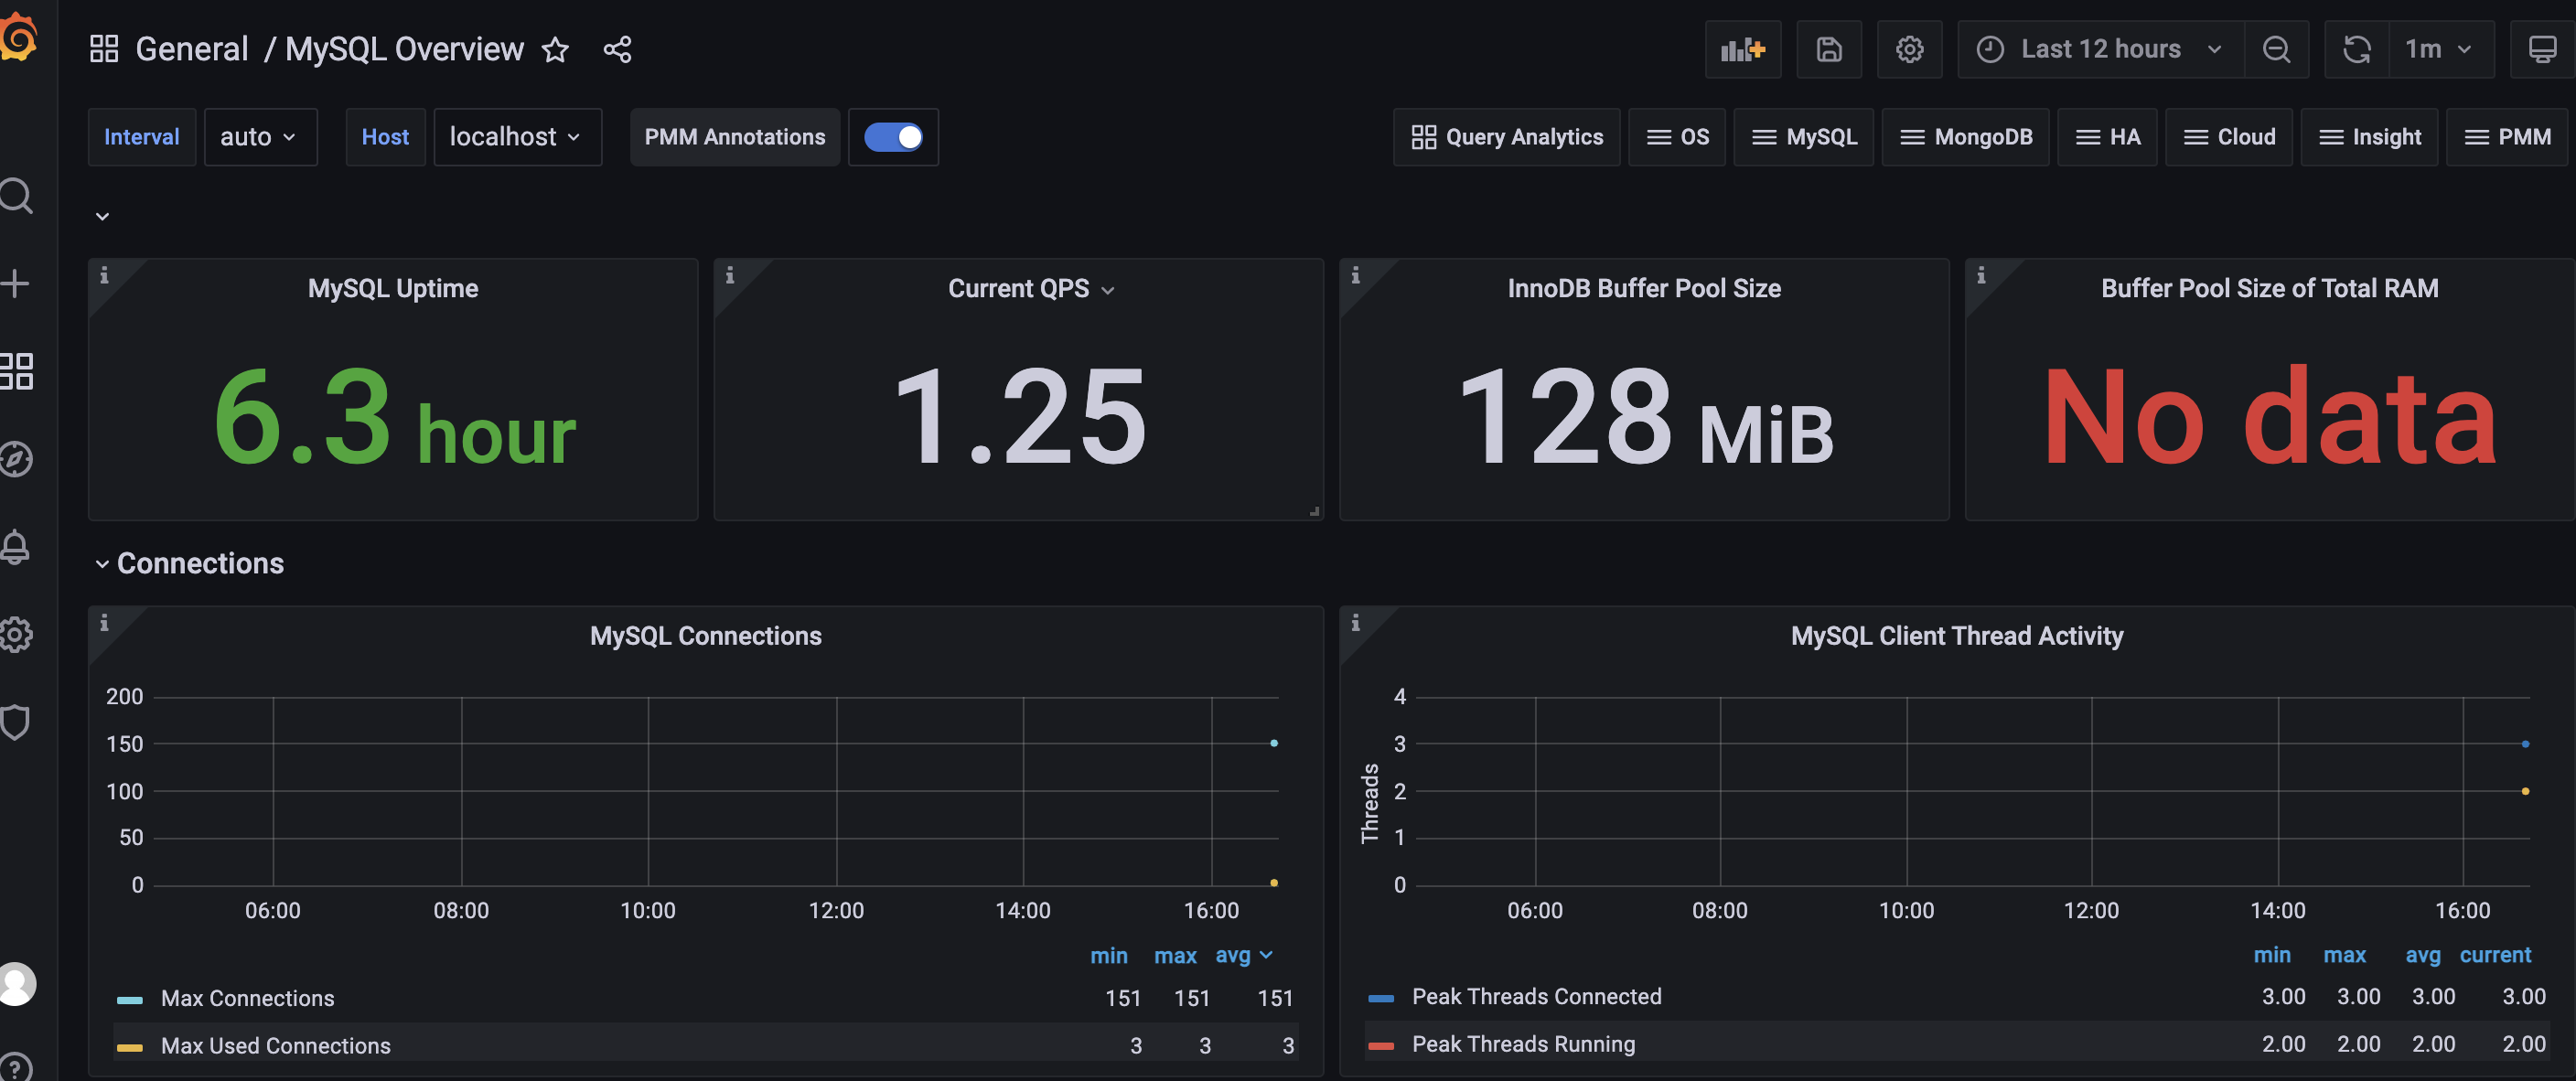 General / MySQL Overview
Last 12 hours
1m
Interval
auto
Host
localhost
PMM Annotations
Query Analytics
OS
MySQL
MongoDB
HA
Cloud
Insight
PMM
MySQL Uptime
6.3 hour
Current QPS
1.25
InnoDB Buffer Pool Size
128 MiB
Buffer Pool Size of Total RAM
No data
Connections
MySQL Connections
200
150
100
50
0
06:00 08:00 10:00 12:00 14:00 16:00
min max avg
Max Connections 151 151 151
Max Used Connections 3 3 3
MySQL Client Thread Activity
Threads
4
3
2
1
0
06:00 08:00 10:00 12:00 14:00 16:00
min max avg current
Peak Threads Connected 3.00 3.00 3.00 3.00
Peak Threads Running 2.00 2.00 2.00 2.00